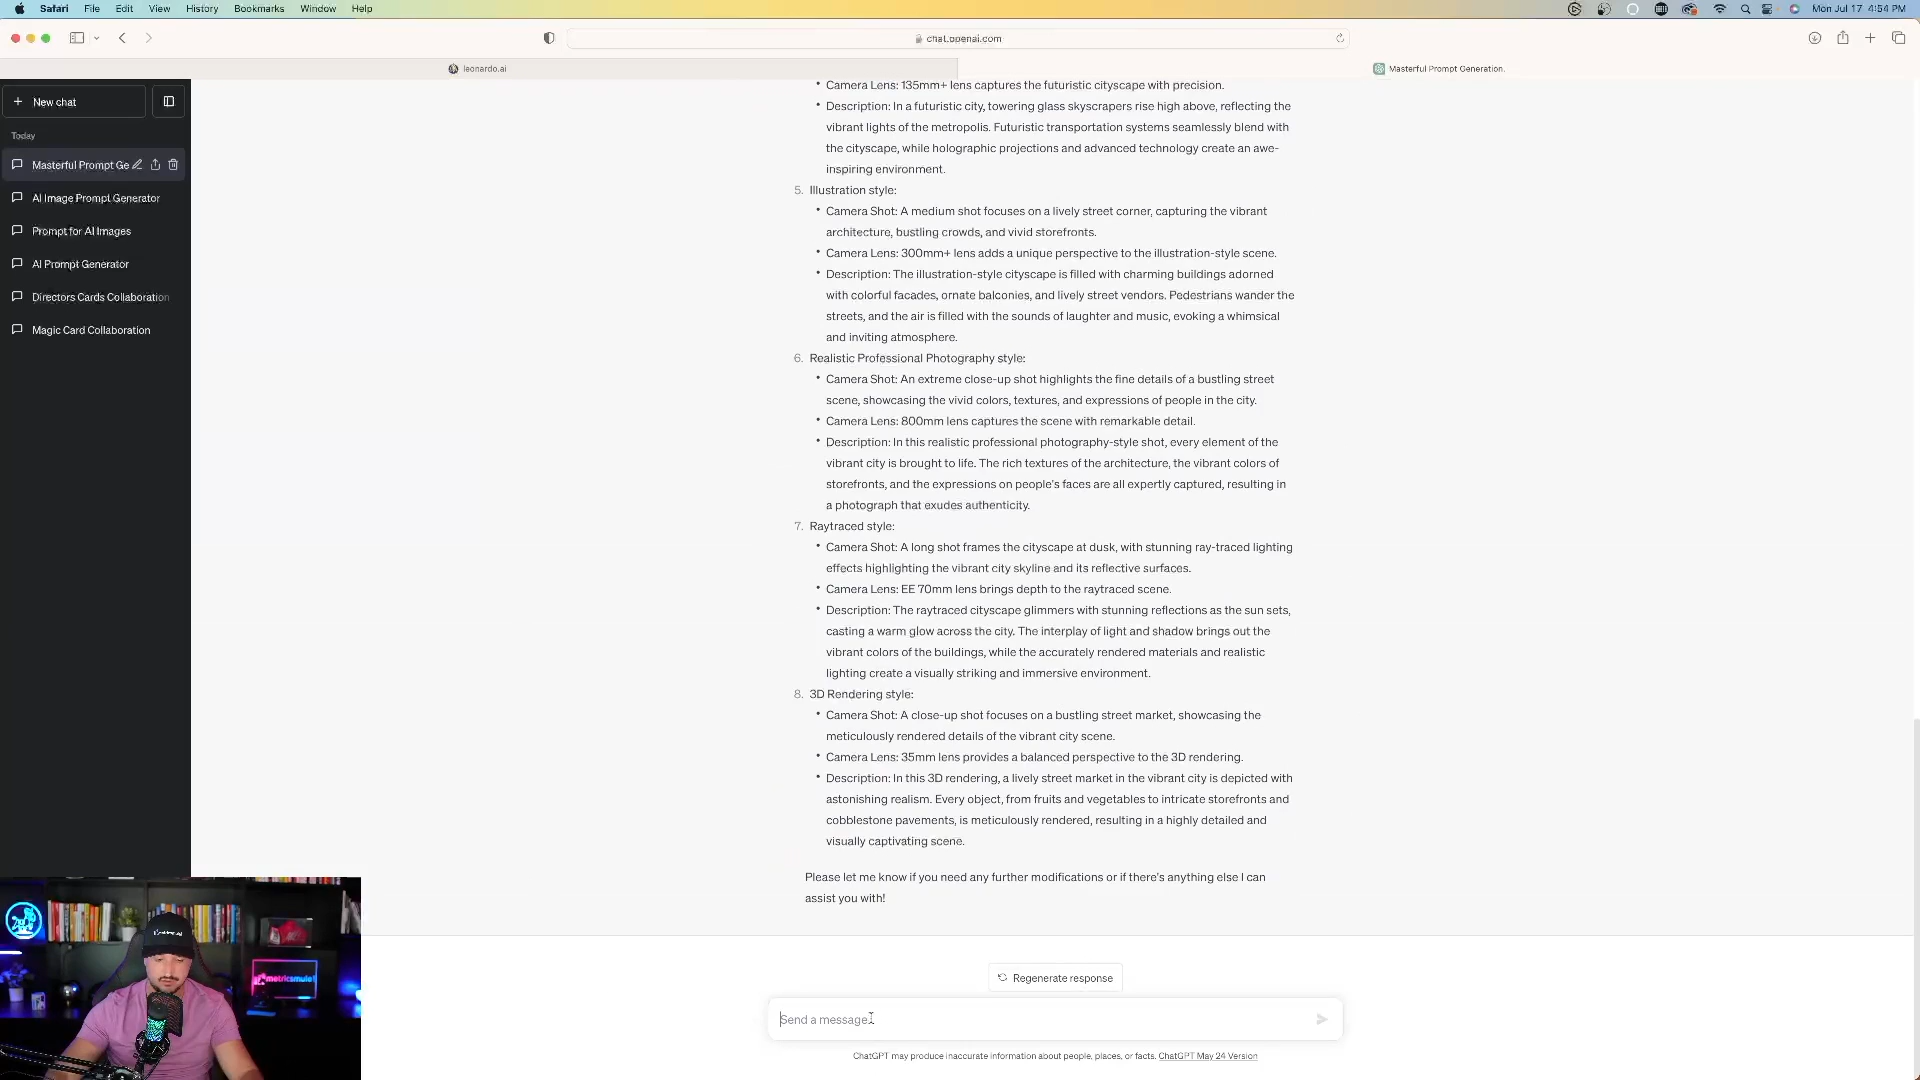 Safari File Edit View History Bookmarks Window Help
Mon Jul 17 4:54 PM
chat.openai.com
leonardo.ai
Masterful Prompt Generation.
New chat
Today
Masterful Prompt Ge
AI Image Prompt Generator
Prompt for AI Images
AI Prompt Generator
Directors Cards Collaboration
Magic Card Collaboration
• Camera Lens: 135mm+ lens captures the futuristic cityscape with precision.
• Description: In a futuristic city, towering glass skyscrapers rise high above, reflecting the
vibrant lights of the metropolis. Futuristic transportation systems seamlessly blend with
the cityscape, while holographic projections and advanced technology create an awe-
inspiring environment.
5. Illustration style:
• Camera Shot: A medium shot focuses on a lively street corner, capturing the vibrant
architecture, bustling crowds, and vivid storefronts.
• Camera Lens: 300mm+ lens adds a unique perspective to the illustration-style scene.
• Description: The illustration-style cityscape is filled with charming buildings adorned
with colorful facades, ornate balconies, and lively street vendors. Pedestrians wander the
streets, and the air is filled with the sounds of laughter and music, evoking a whimsical
and inviting atmosphere.
6. Realistic Professional Photography style:
• Camera Shot: An extreme close-up shot highlights the fine details of a bustling street
scene, showcasing the vivid colors, textures, and expressions of people in the city.
• Camera Lens: 800mm lens captures the scene with remarkable detail.
• Description: In this realistic professional photography-style shot, every element of the
vibrant city is brought to life. The rich textures of the architecture, the vibrant colors of
storefronts, and the expressions on people's faces are all expertly captured, resulting in
a photograph that exudes authenticity.
7. Raytraced style:
• Camera Shot: A long shot frames the cityscape at dusk, with stunning ray-traced lighting
effects highlighting the vibrant city skyline and its reflective surfaces.
• Camera Lens: EE 70mm lens brings depth to the raytraced scene.
• Description: The raytraced cityscape glimmers with stunning reflections as the sun sets,
casting a warm glow across the city. The interplay of light and shadow brings out the
vibrant colors of the buildings, while the accurately rendered materials and realistic
lighting create a visually striking and immersive environment.
8. 3D Rendering style:
• Camera Shot: A close-up shot focuses on a bustling street market, showcasing the
meticulously rendered details of the vibrant city scene.
• Camera Lens: 35mm lens provides a balanced perspective to the 3D rendering.
• Description: In this 3D rendering, a lively street market in the vibrant city is depicted with
astonishing realism. Every object, from fruits and vegetables to intricate storefronts and
cobblestone pavements, is meticulously rendered, resulting in a highly detailed and
visually captivating scene.
Please let me know if you need any further modifications or if there's anything else I can
assist you with!
Regenerate response
Send a message
ChatGPT may produce inaccurate information about people, places, or facts. ChatGPT May 24 Version
metricsmule